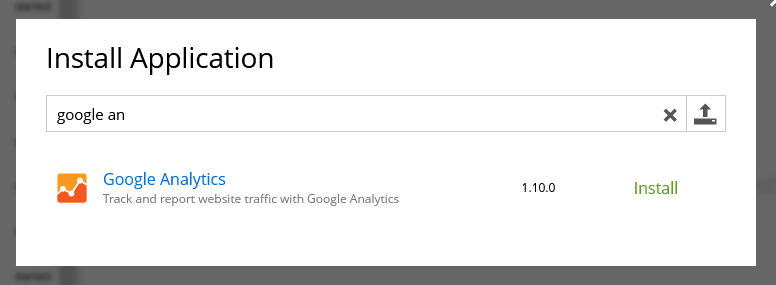 Install Application
google an
Google Analytics
Track and report website traffic with Google Analytics
1.10.0
Install